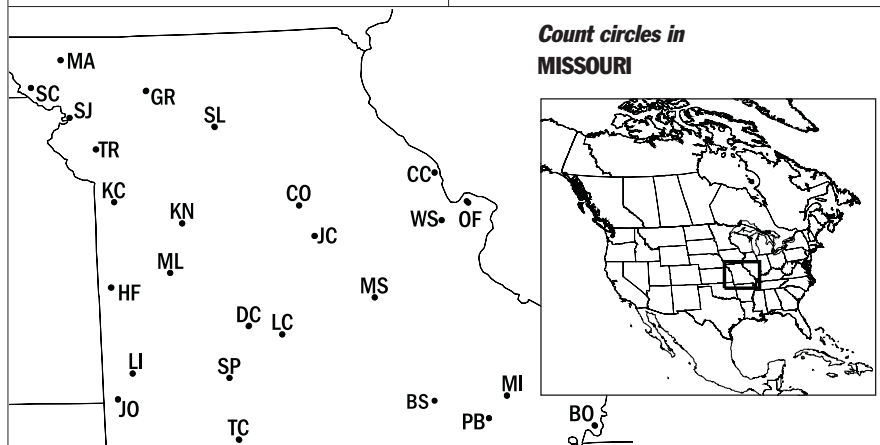 Count circles in
MISSOURI
MA
SC
SJ
GR
SL
TR
CC
KC
CO
KN
WS
OF
JC
ML
HF
MS
DC
LC
LI
SP
MI
JO
BS
PB
BO
TC